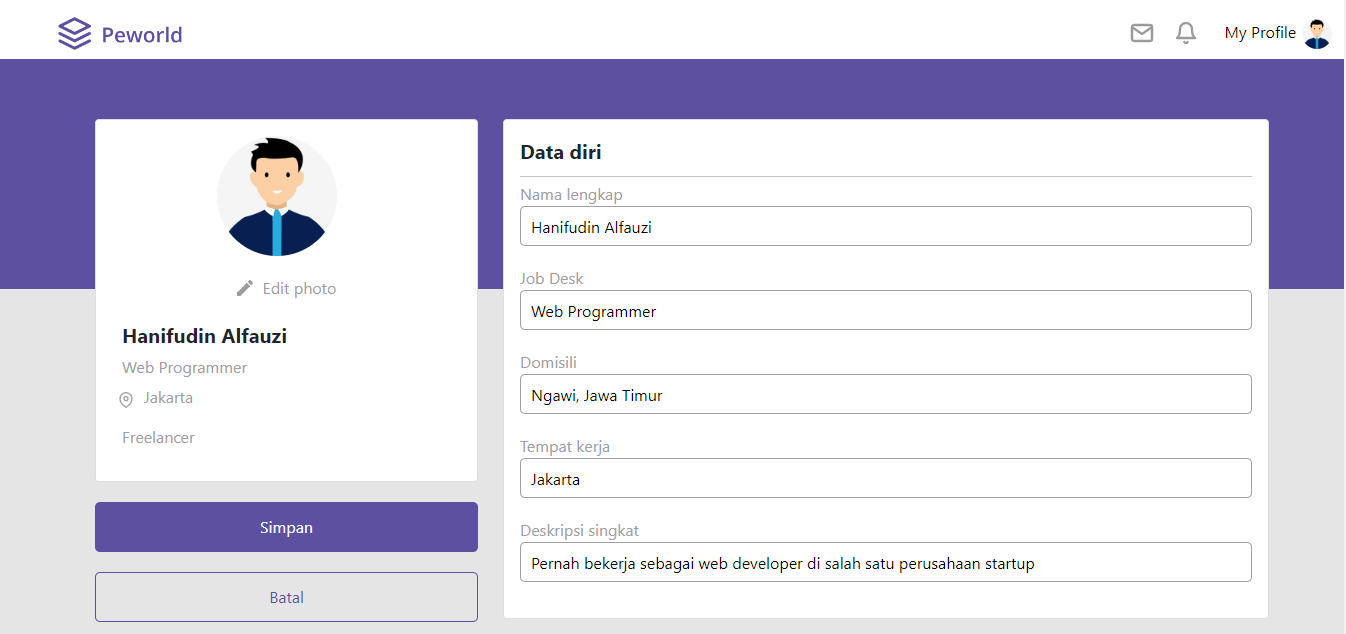 Peworld
My Profile
Edit photo
Hanifudin Alfauzi
Web Programmer
Jakarta
Freelancer
Simpan
Batal
Data diri
Nama lengkap
Hanifudin Alfauzi
Job Desk
Web Programmer
Domisili
Ngawi, Jawa Timur
Tempat kerja
Jakarta
Deskripsi singkat
Pernah bekerja sebagai web developer di salah satu perusahaan startup